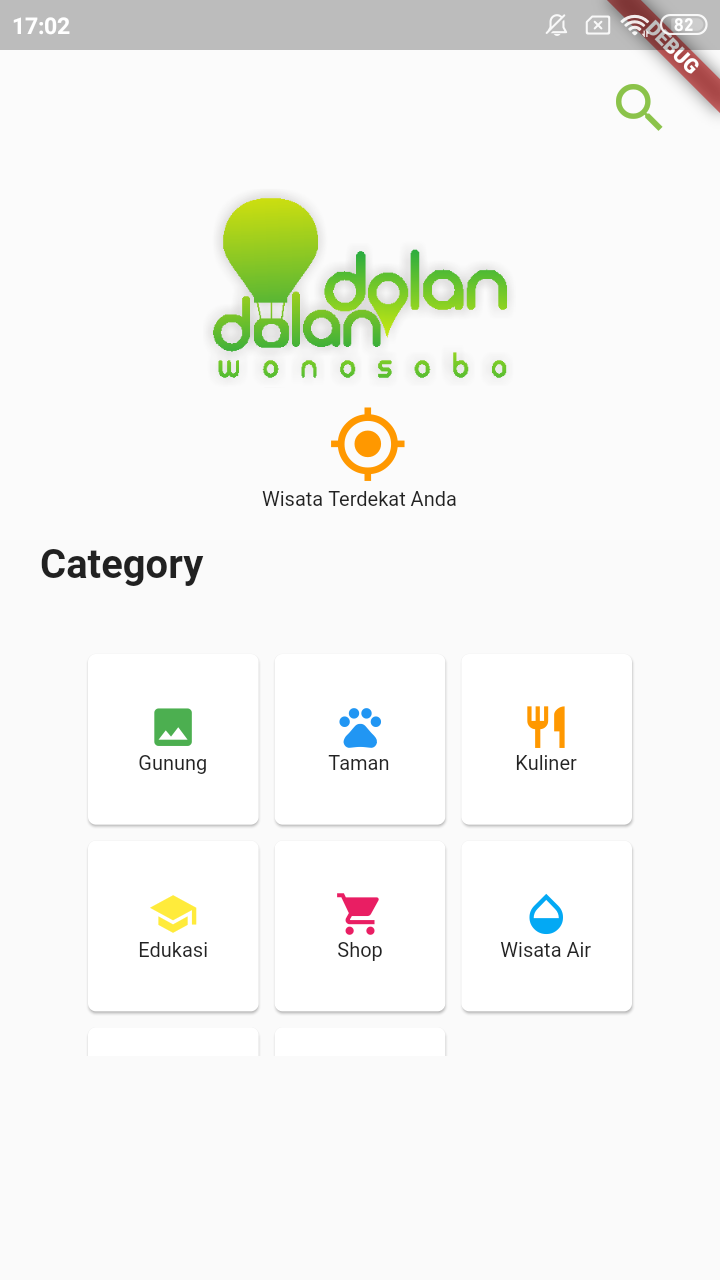 17:02
82
DEBUG
dolan
dolan
wonosobo
Wisata Terdekat Anda
Category
Gunung
Taman
Kuliner
Edukasi
Shop
Wisata Air